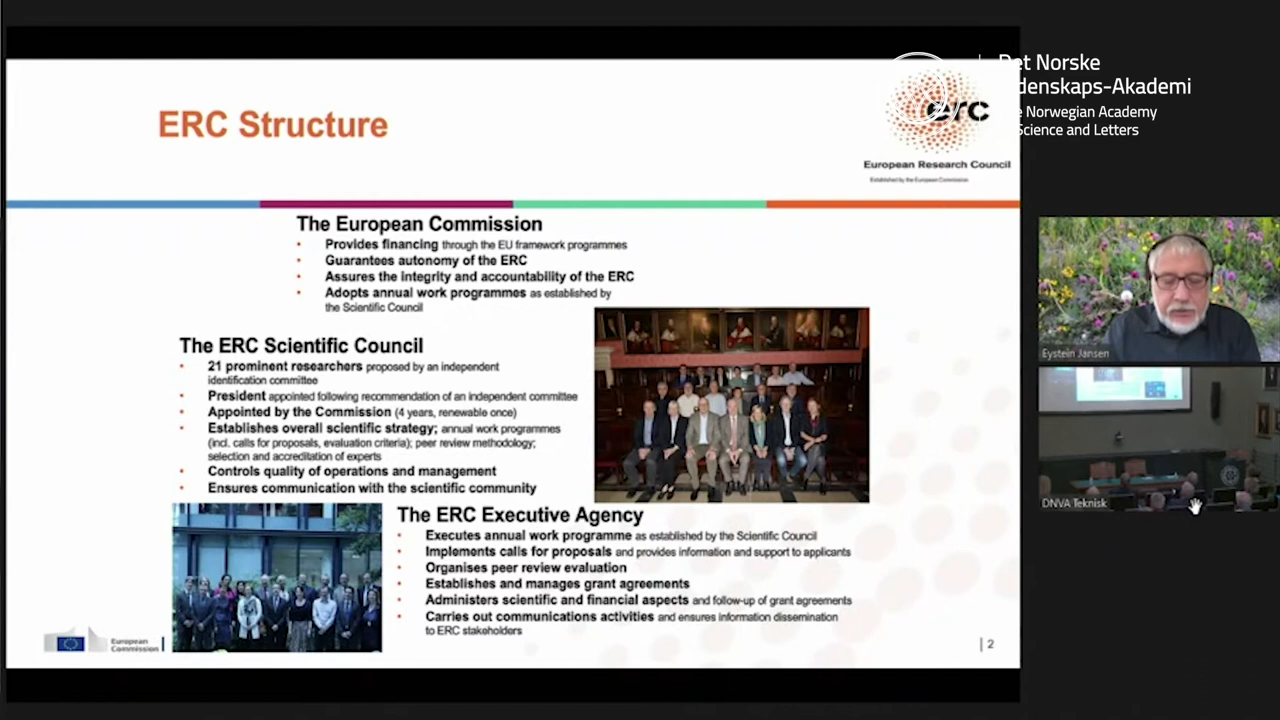 ERC Structure
erc
European Research Council
Established by the European Commission
Det Norske
denskaps-Akademi
Norwegian Academy
Science and Letters
The European Commission
• Provides financing through the EU framework programmes
• Guarantees autonomy of the ERC
• Assures the integrity and accountability of the ERC
• Adopts annual work programmes as established by
the Scientific Council
The ERC Scientific Council
• 21 prominent researchers proposed by an independent
identification committee
• President appointed following recommendation of an independent committee
• Appointed by the Commission (4 years, renewable once)
• Establishes overall scientific strategy; annual work programmes
(incl. calls for proposals, evaluation criteria); peer review methodology;
selection and accreditation of experts
• Controls quality of operations and management
• Ensures communication with the scientific community
The ERC Executive Agency
• Executes annual work programme as established by the Scientific Council
• Implements calls for proposals and provides information and support to applicants
• Organises peer review evaluation
• Establishes and manages grant agreements
• Administers scientific and financial aspects and follow-up of grant agreements
• Carries out communications activities and ensures information dissemination
to ERC stakeholders
European
Commission
| 2
Eystein Jansen
DNVA Teknisk